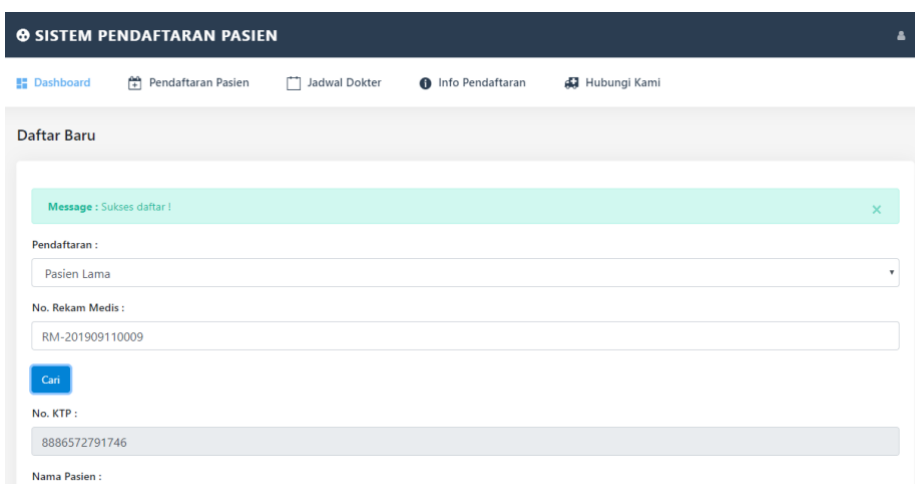 SISTEM PENDAFTARAN PASIEN
Dashboard Pendaftaran Pasien Jadwal Dokter Info Pendaftaran Hubungi Kami
Daftar Baru
Message : Sukses daftar ! ×
Pendaftaran :
Pasien Lama
No. Rekam Medis :
RM-201909110009
Cari
No. KTP :
8886572791746
Nama Pasien :